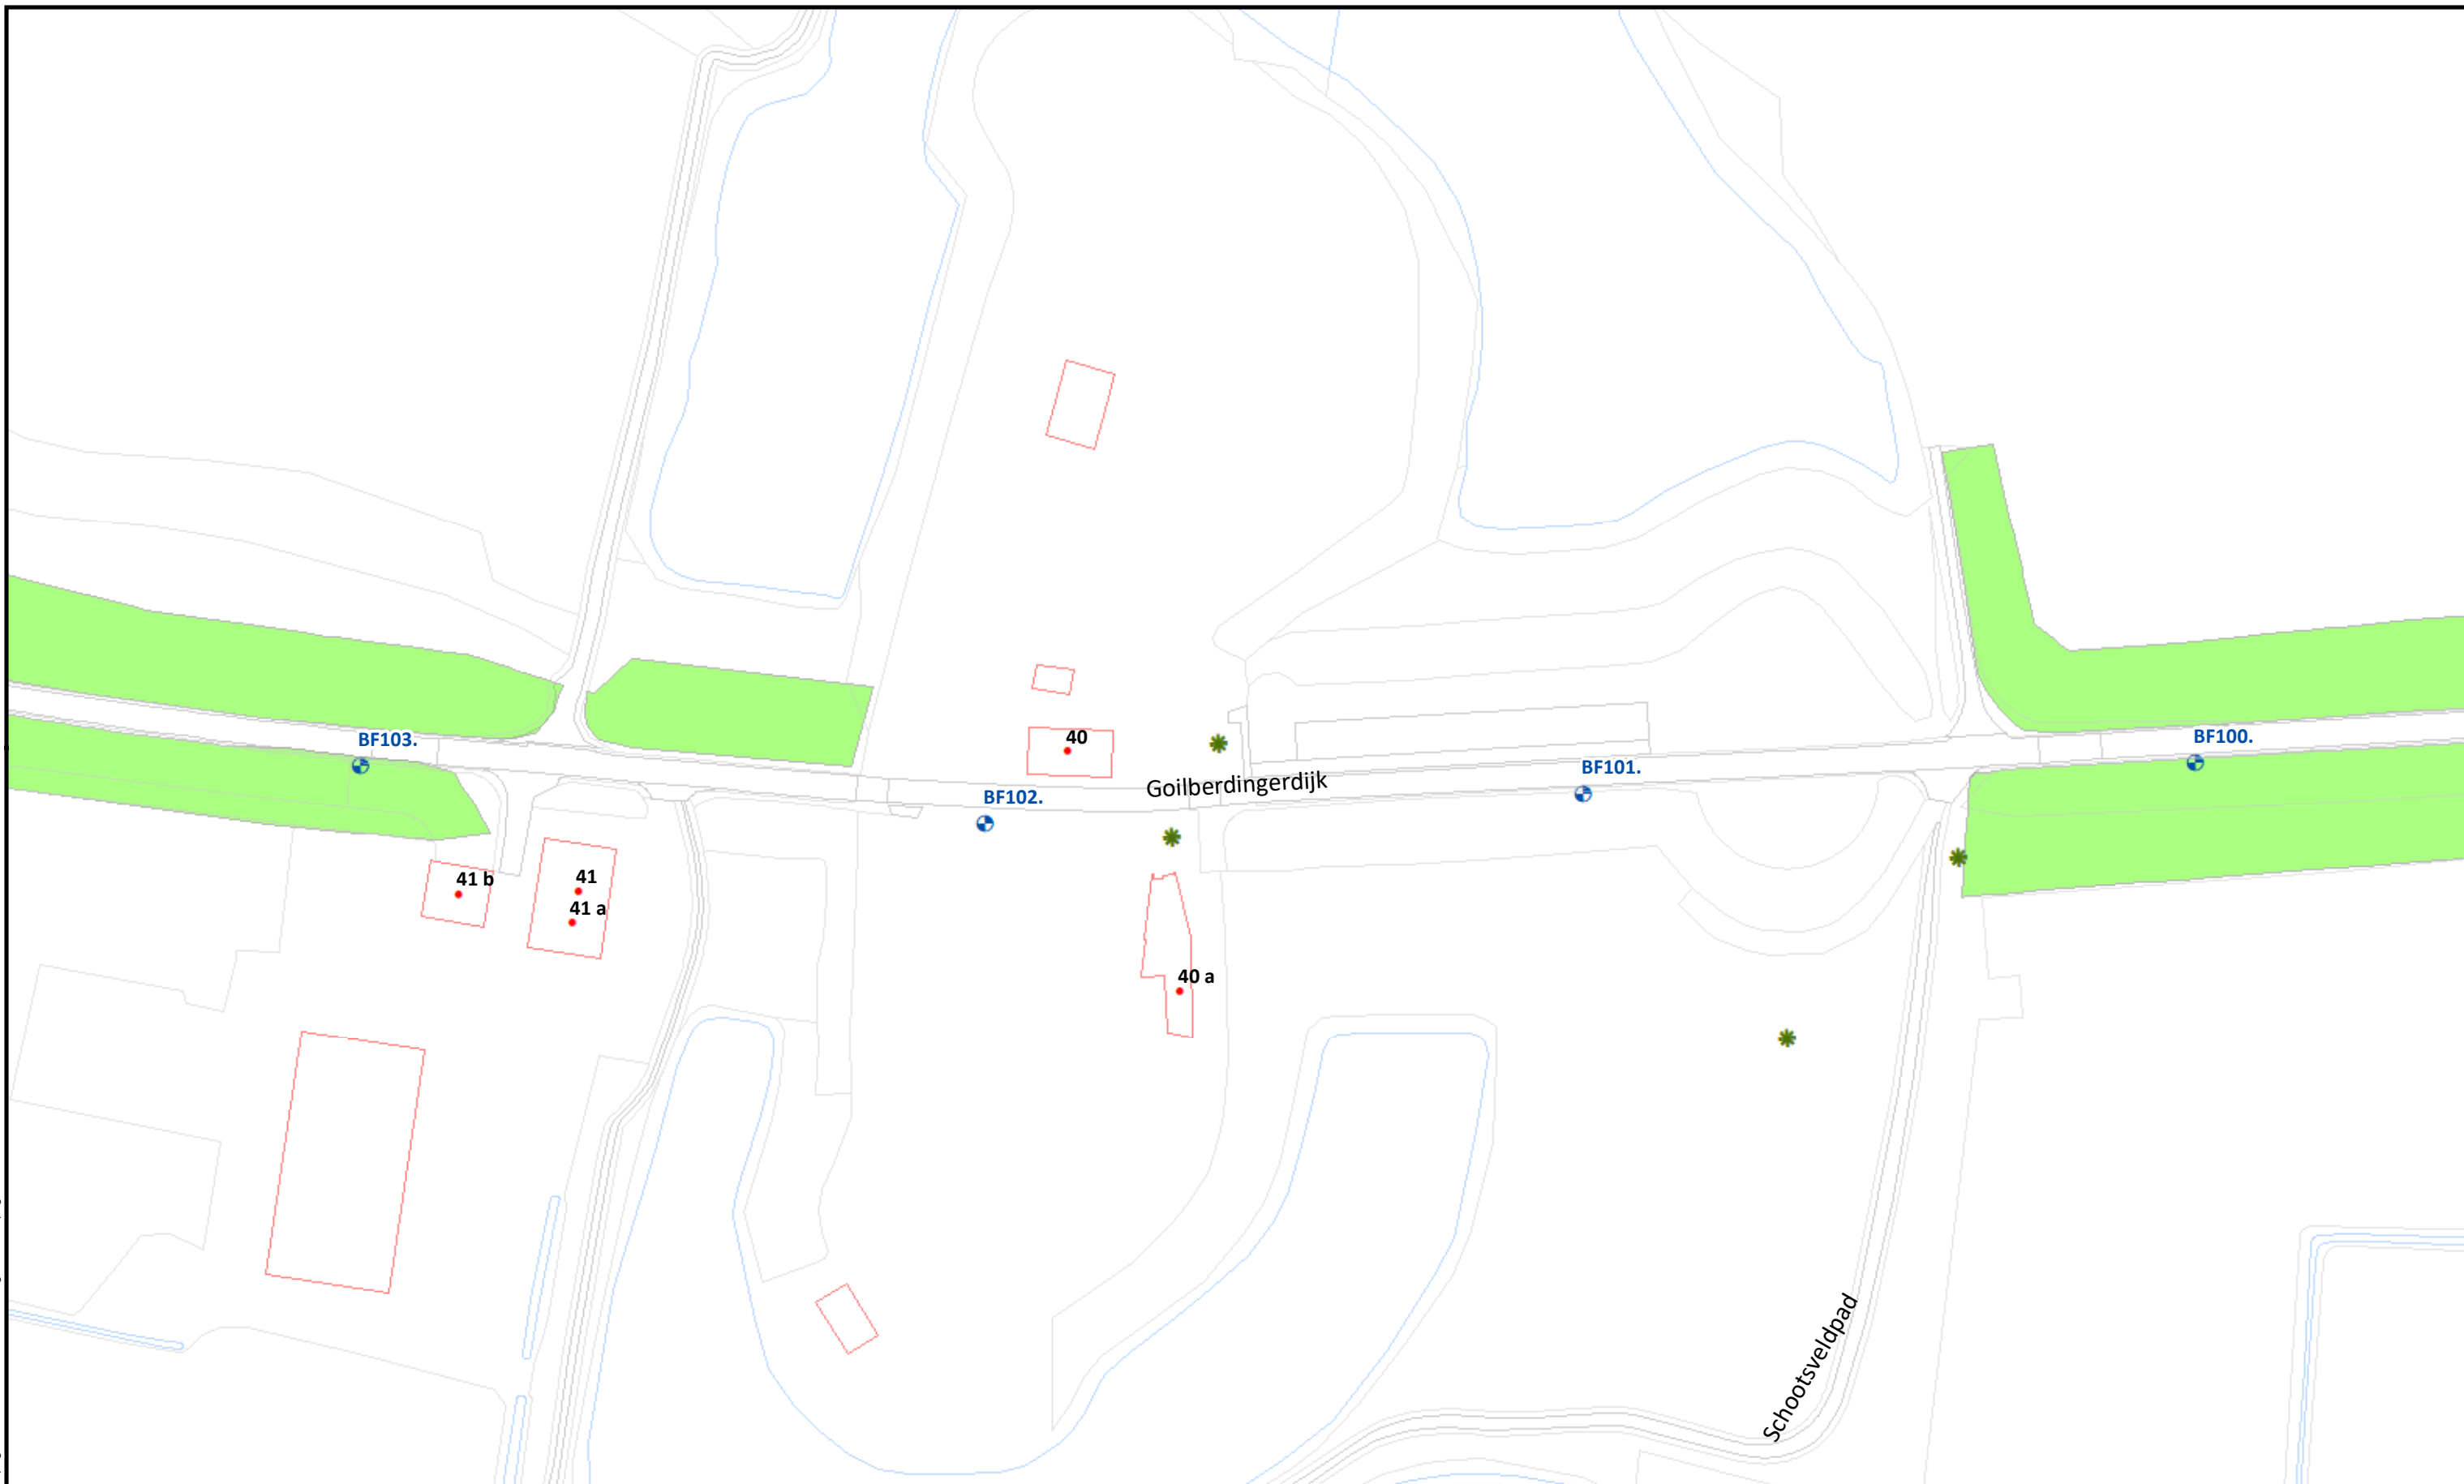 BF100.
40
BF103.
BF101.
Goilberdingerdijk
BF102.
41
41 b
41 a
40 a
Schootsveldpad